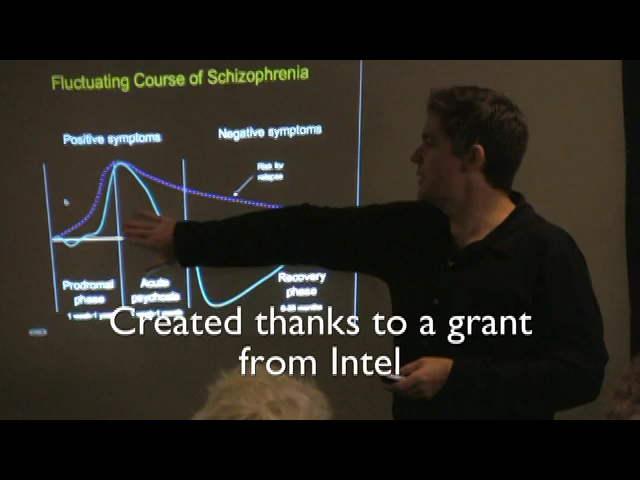 Fluctuating Course of Schizophrenia
Positive symptoms
Negative symptoms
Risk for
relapse
Prodromal
phase
Acute
psychosis
Recovery
phase
Created thanks to a grant
from Intel